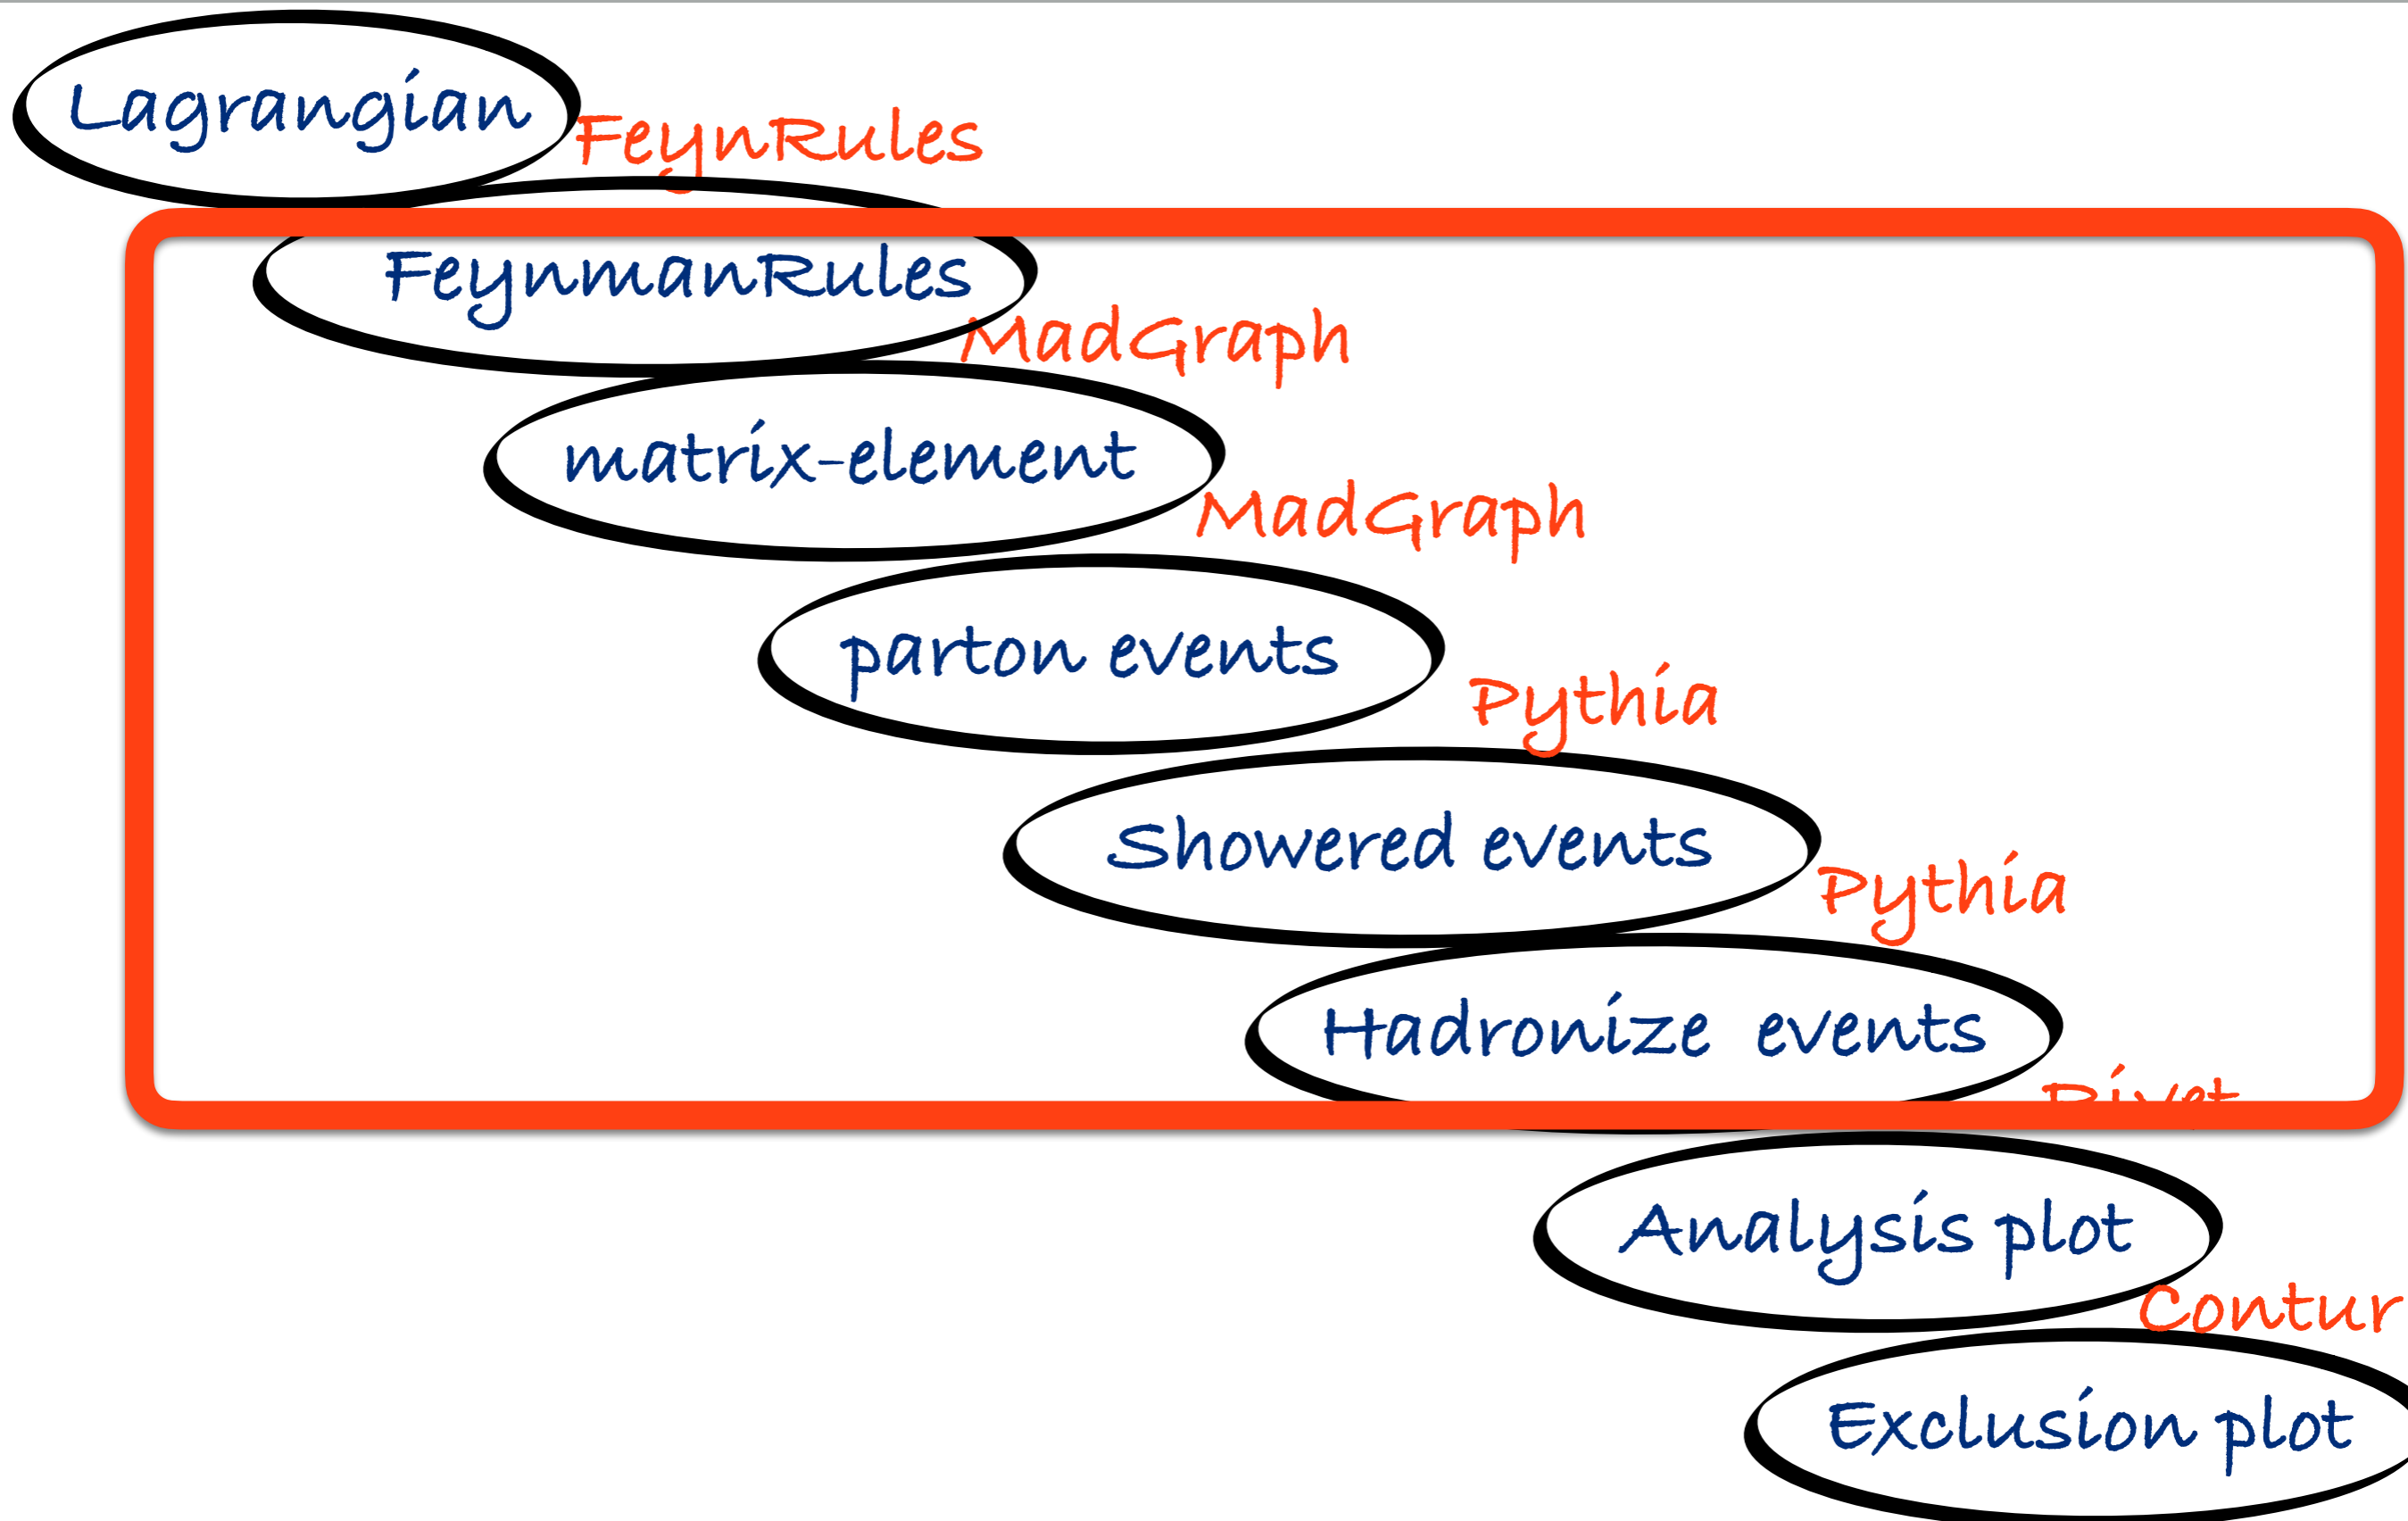 Lagrangian
FeynRules
FeynmanRules
MadGraph
matrix-element
MadGraph
parton events
Pythia
Showered events
Pythia
Hadronize events
Rivet
Analysis plot
Contur
Exclusion plot